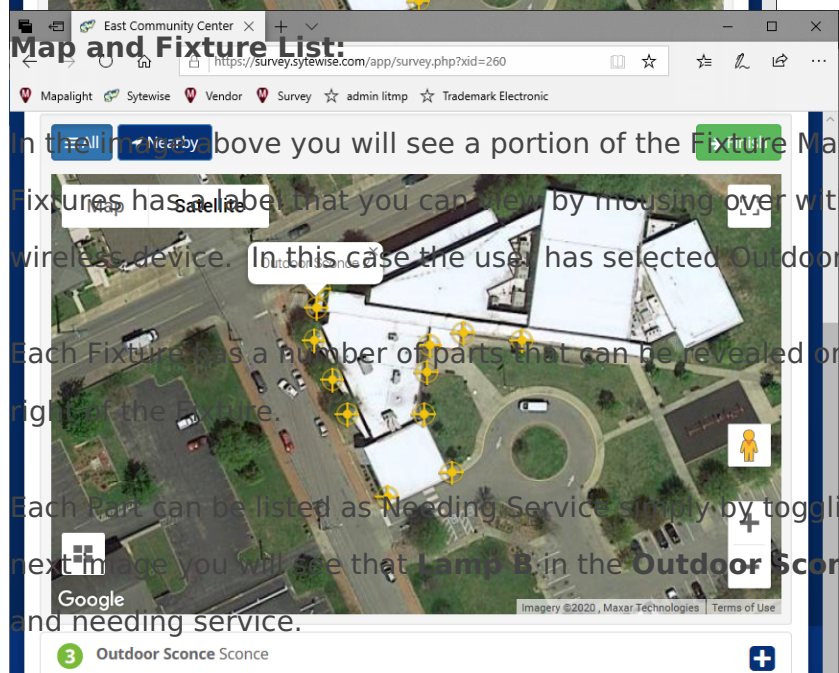 East Community Center
Map and Fixture List:
https://survey.sytewise.com/app/survey.php?xid=260
Mapalight Sytewise Vendor Survey admin litmp Trademark Electronic
All Nearby Finish
In the image above you will see a portion of the Fixture Ma
Map Satellite
Fixtures has a label that you can view by mousing over wit
Outdoor Sconce
wireless device. In this case the user has selected Outdoor
Each Fixture has a number of parts that can be revealed on
right of the Fixture.
Each Part can be listed as Needing Service simply by toggli
next image you will see that Lamp B in the Outdoor Scon
Google
Imagery ©2020 , Maxar Technologies Terms of Use
and needing service.
3 Outdoor Sconce Sconce